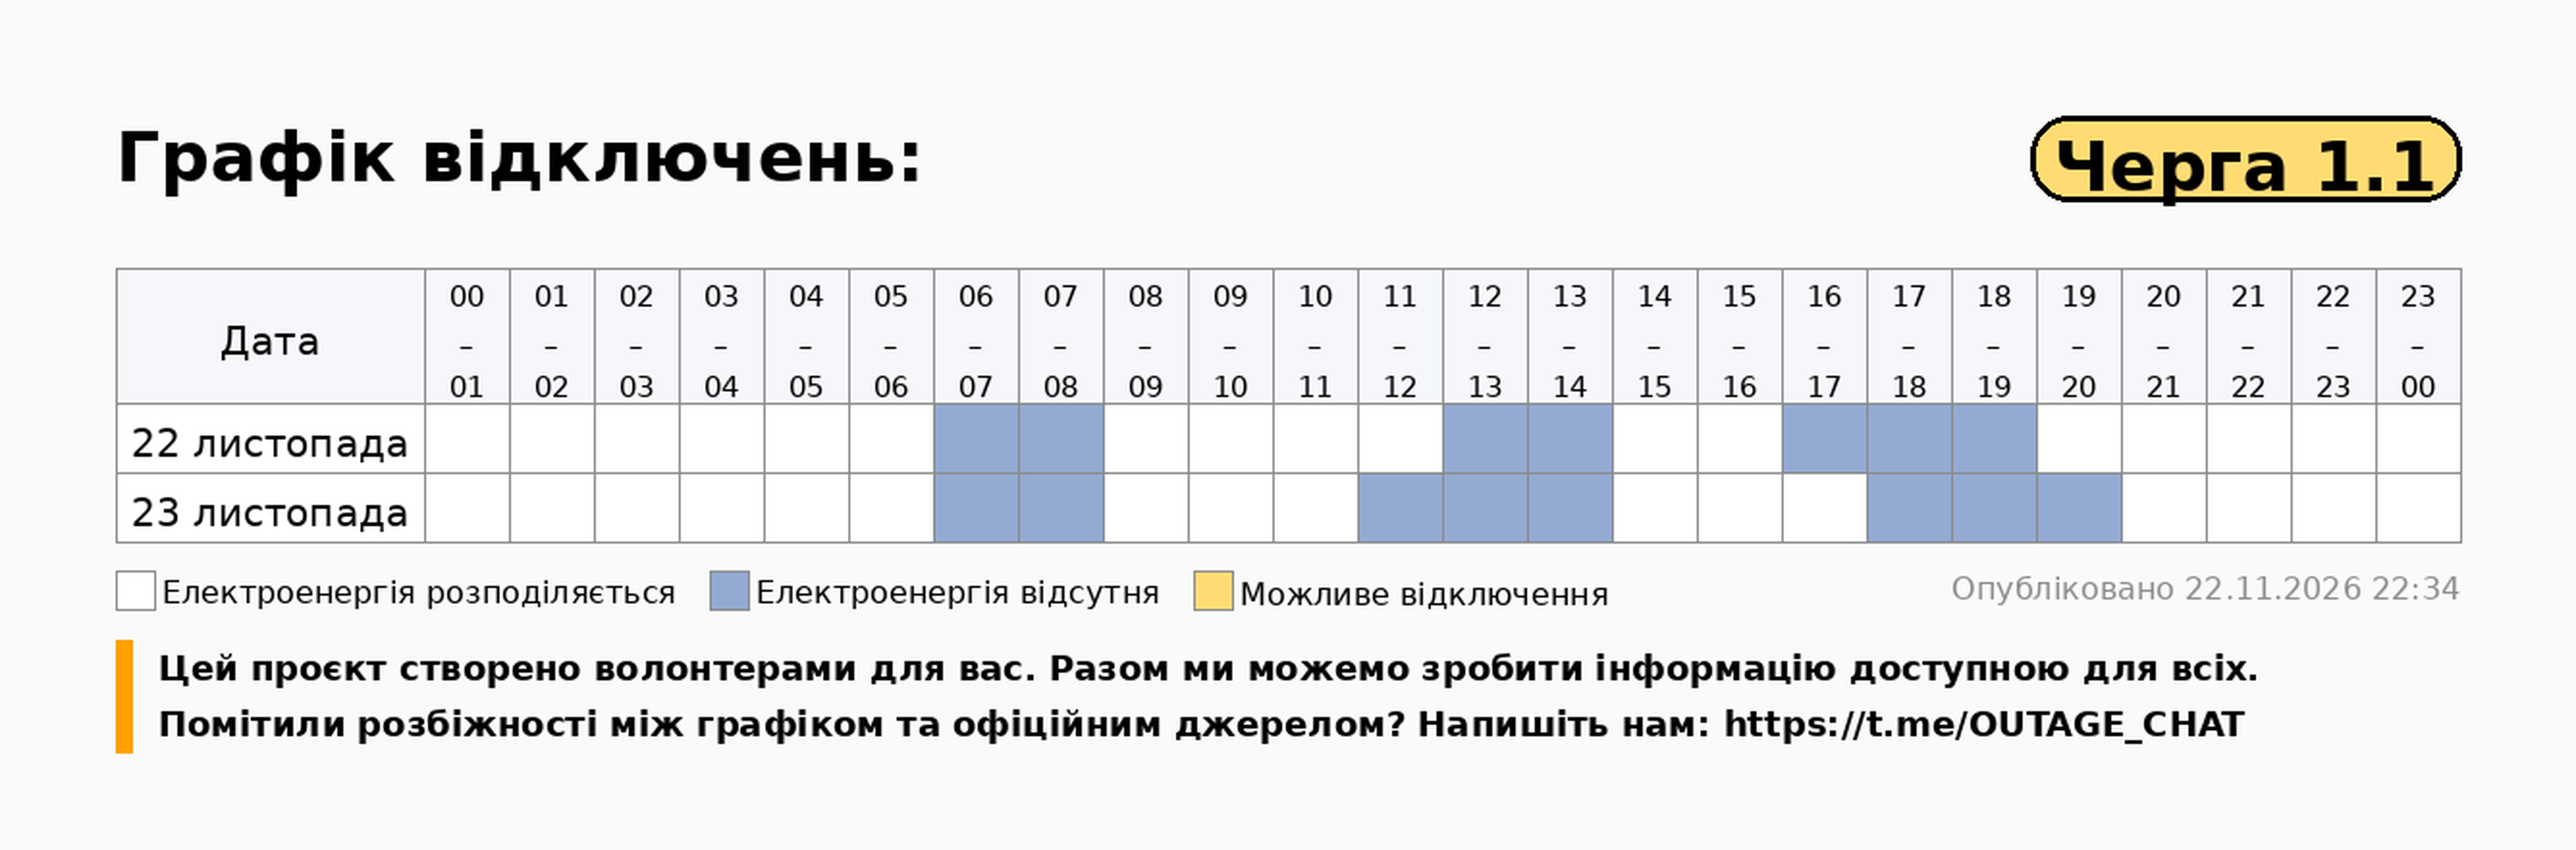 Графік відключень:
Черга 1.1
Дата
00 – 01
01 – 02
02 – 03
03 – 04
04 – 05
05 – 06
06 – 07
07 – 08
08 – 09
09 – 10
10 – 11
11 – 12
12 – 13
13 – 14
14 – 15
15 – 16
16 – 17
17 – 18
18 – 19
19 – 20
20 – 21
21 – 22
22 – 23
23 – 00
22 листопада
23 листопада
Електроенергія розподіляється
Електроенергія відсутня
Можливе відключення
Опубліковано 22.11.2026 22:34
Цей проєкт створено волонтерами для вас. Разом ми можемо зробити інформацію доступною для всіх.
Помітили розбіжності між графіком та офіційним джерелом? Напишіть нам: https://t.me/OUTAGE_CHAT